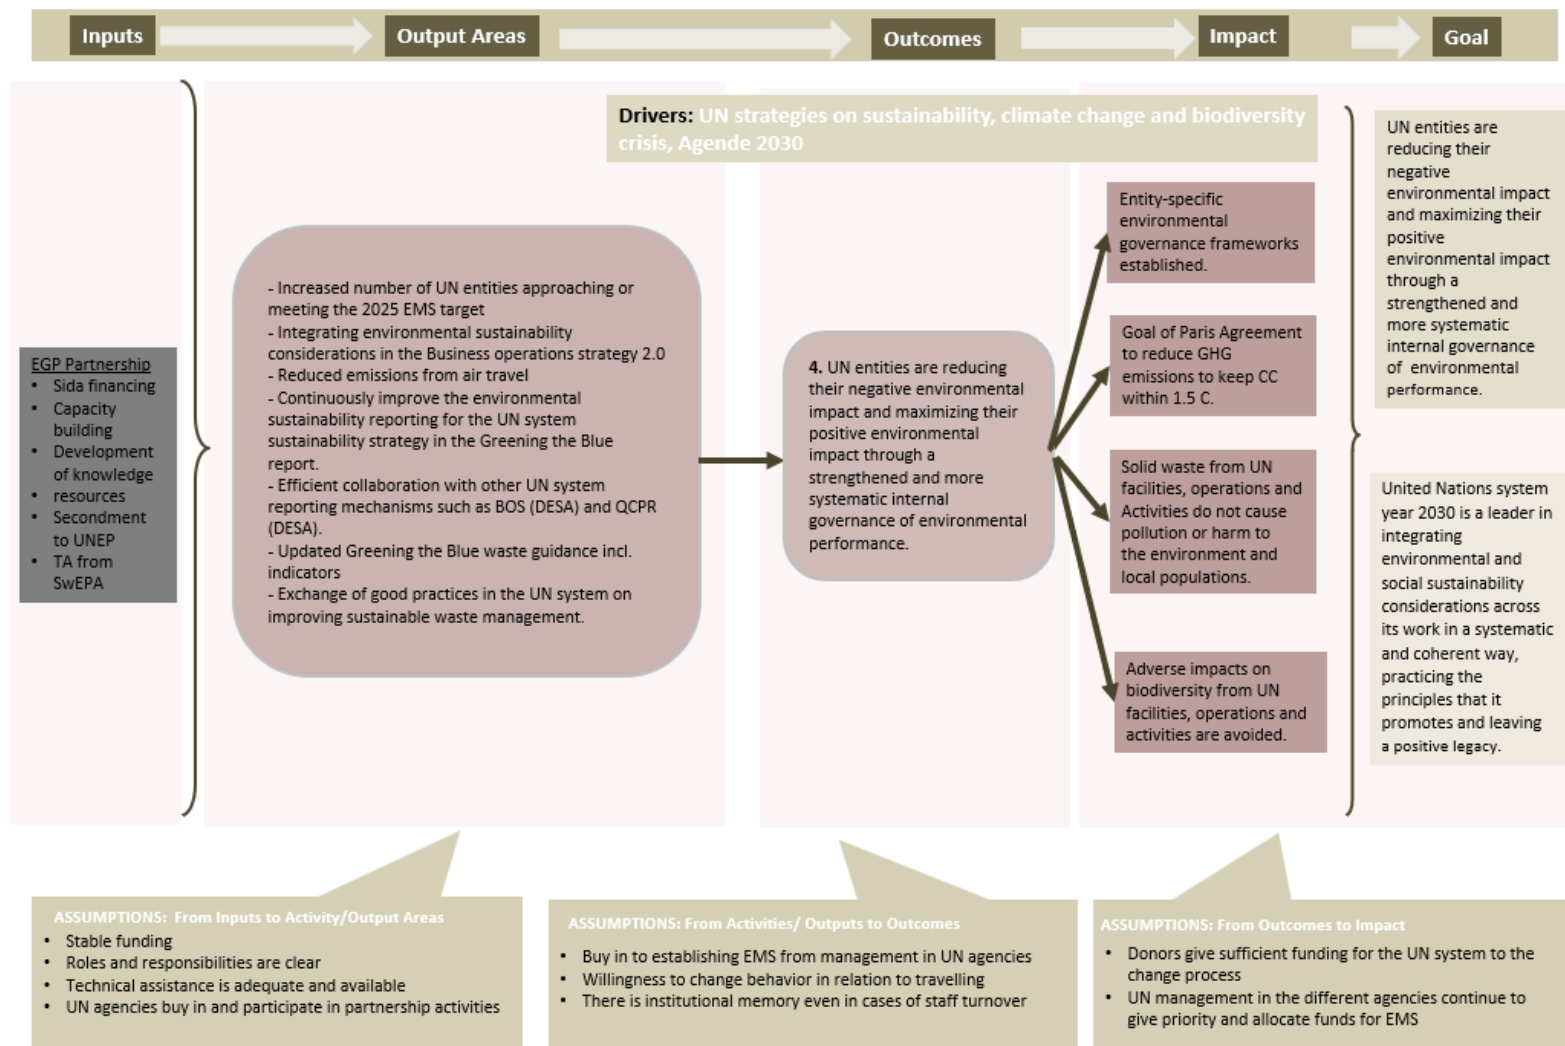 Inputs
Output Areas
Outcomes
Impact
Goal
Drivers: UN strategies on sustainability, climate change and biodiversity
crisis, Agende 2030
EGP Partnership
• Sida financing
• Capacity
building
• Development
of knowledge
• resources
• Secondment
to UNEP
• TA from
SwEPA
- Increased number of UN entities approaching or
meeting the 2025 EMS target
- Integrating environmental sustainability
considerations in the Business operations strategy 2.0
- Reduced emissions from air travel
- Continuously improve the environmental
sustainability reporting for the UN system
sustainability strategy in the Greening the Blue
report.
- Efficient collaboration with other UN system
reporting mechanisms such as BOS (DESA) and QCPR
(DESA).
- Updated Greening the Blue waste guidance incl.
indicators
- Exchange of good practices in the UN system on
improving sustainable waste management.
4. UN entities are reducing
their negative environmental
impact and maximizing their
positive environmental
impact through a
strengthened and more
systematic internal
governance of environmental
performance.
Entity-specific
environmental
governance frameworks
established.
Goal of Paris Agreement
to reduce GHG
emissions to keep CC
within 1.5 C.
Solid waste from UN
facilities, operations and
Activities do not cause
pollution or harm to
the environment and
local populations.
Adverse impacts on
biodiversity from UN
facilities, operations and
activities are avoided.
UN entities are
reducing their
negative
environmental impact
and maximizing their
positive
environmental impact
through a
strengthened and
more systematic
internal governance
of environmental
performance.
United Nations system
year 2030 is a leader in
integrating
environmental and
social sustainability
considerations across
its work in a systematic
and coherent way,
practicing the
principles that it
promotes and leaving
a positive legacy.
ASSUMPTIONS: From Inputs to Activity/Output Areas
• Stable funding
• Roles and responsibilities are clear
• Technical assistance is adequate and available
• UN agencies buy in and participate in partnership activities
ASSUMPTIONS: From Activities/ Outputs to Outcomes
• Buy in to establishing EMS from management in UN agencies
• Willingness to change behavior in relation to travelling
• There is institutional memory even in cases of staff turnover
ASSUMPTIONS: From Outcomes to Impact
• Donors give sufficient funding for the UN system to the
change process
• UN management in the different agencies continue to
give priority and allocate funds for EMS